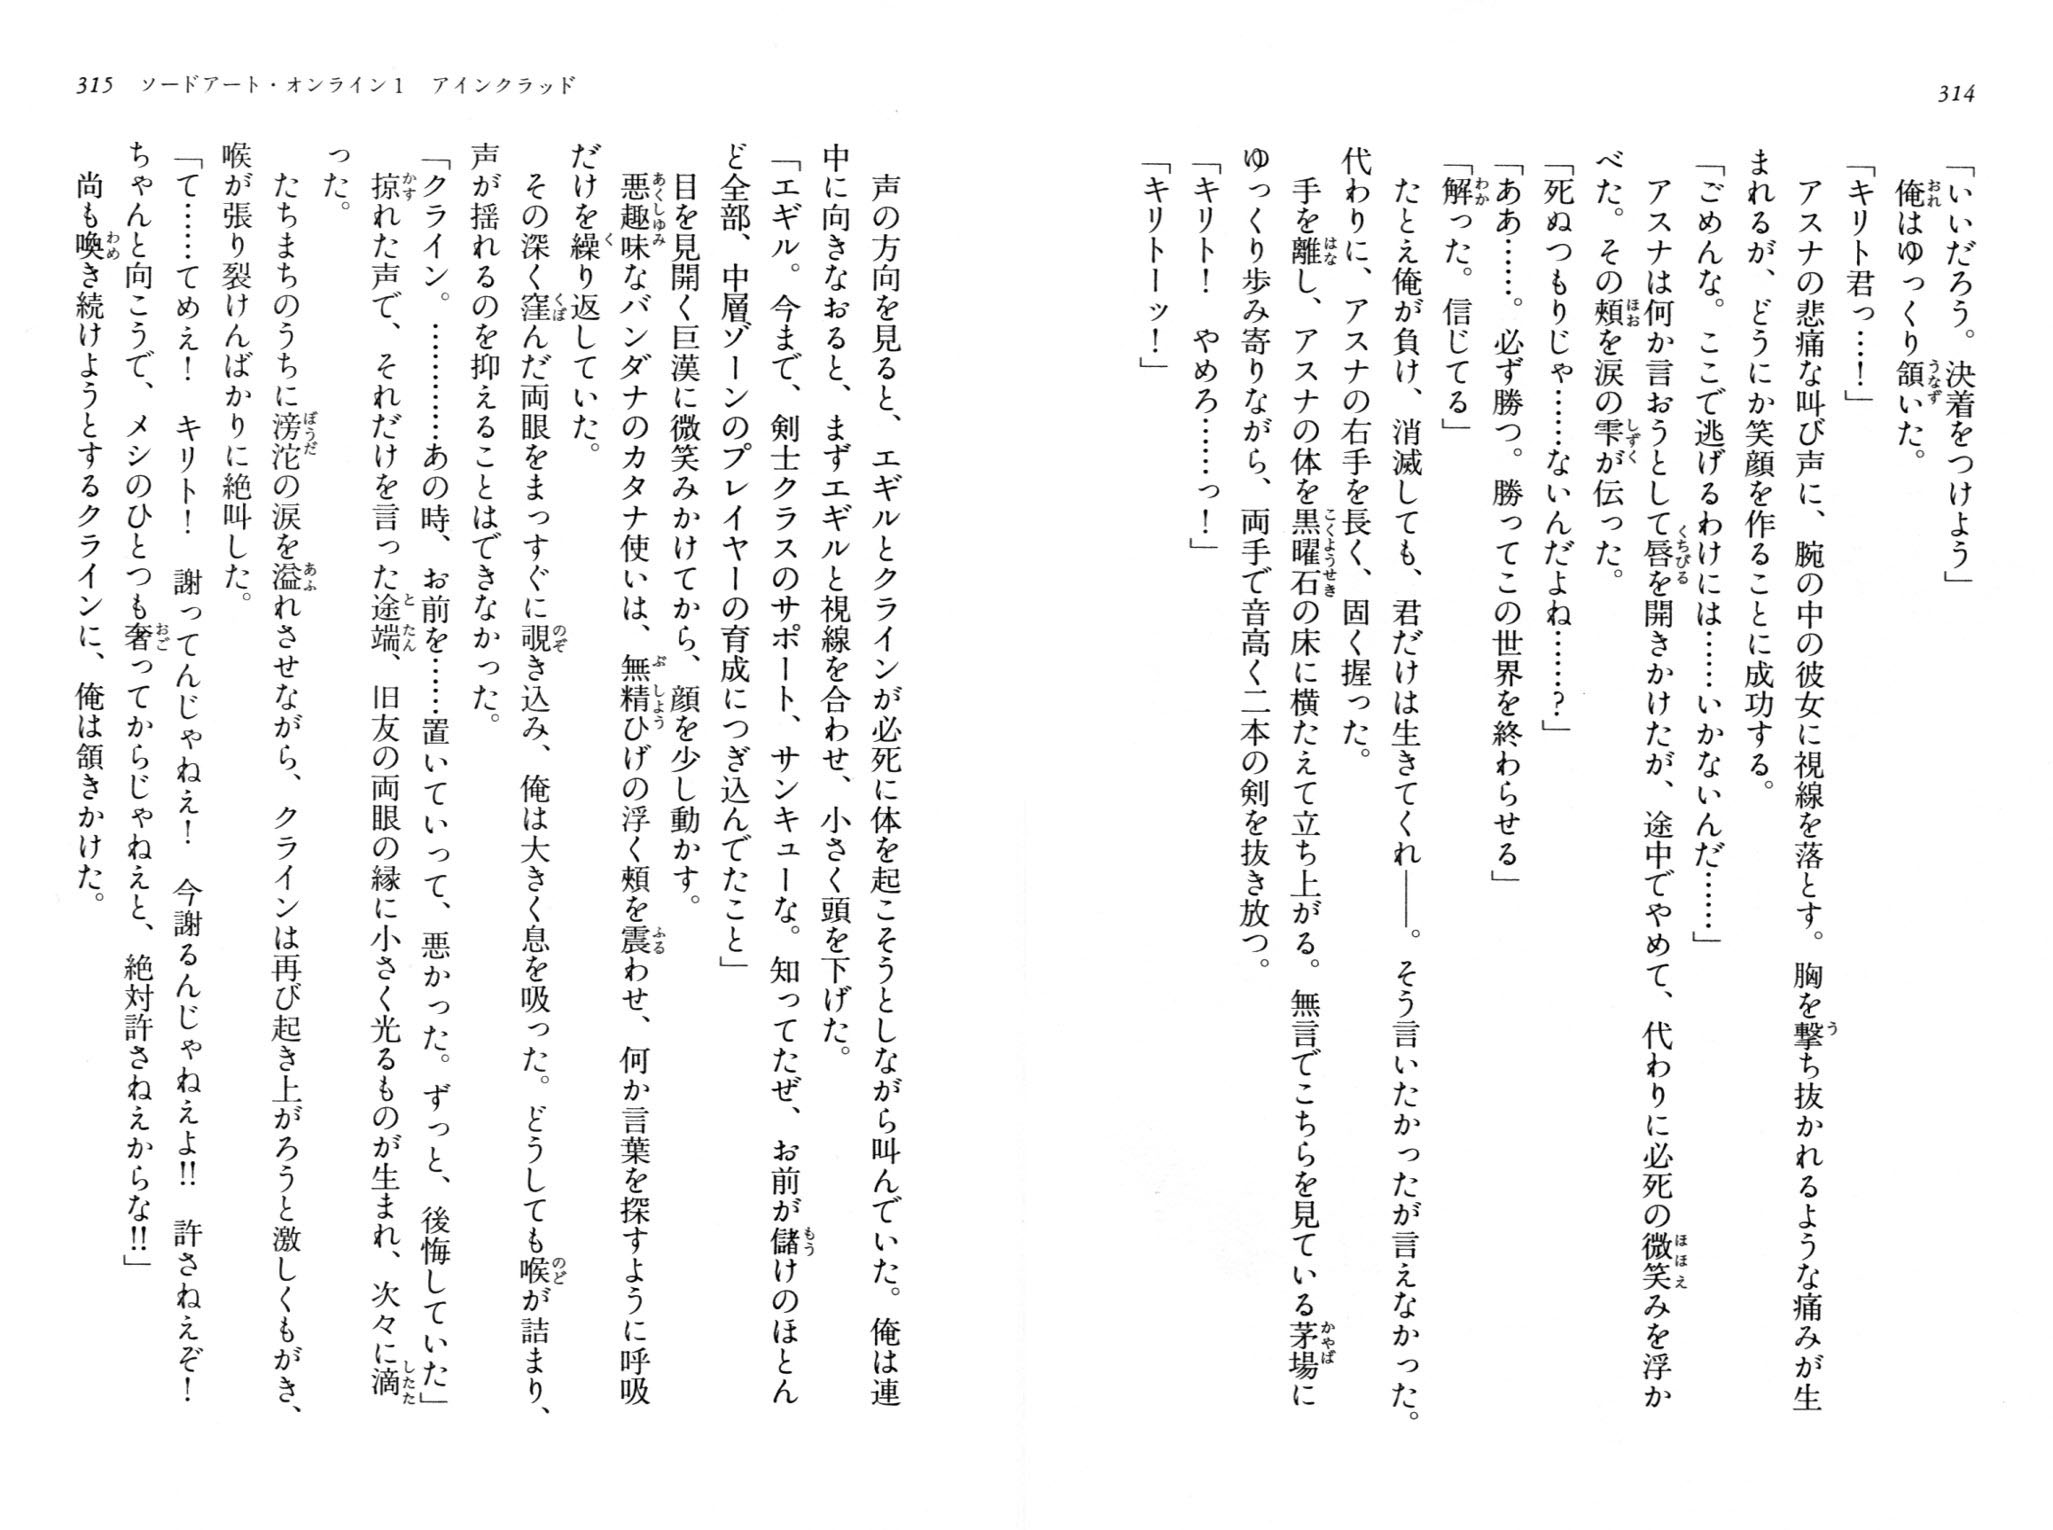 314
「いいだろう。決着をつけよう」
俺はゆっくり頷いた。
「キリト君っ…！」
アスナの悲痛な叫び声に、腕の中の彼女に視線を落とす。胸を撃ち抜かれるような痛みが生
まれるが、どうにか笑顔を作ることに成功する。
「ごめんな。ここで逃げるわけには……いかないんだ……」
アスナは何か言おうとして唇を開きかけたが、途中でやめて、代わりに必死の微笑みを浮か
べた。その頬を涙の雫が伝った。
「死ぬつもりじゃ……ないんだよね……？」
「ああ……。必ず勝つ。勝ってこの世界を終わらせる」
「解った。信じてる」
たとえ俺が負け、消滅しても、君だけは生きてくれ――。そう言いたかったが言えなかった。
代わりに、アスナの右手を長く、固く握った。
手を離し、アスナの体を黒曜石の床に横たえて立ち上がる。無言でこちらを見ている茅場に
ゆっくり歩み寄りながら、両手で音高く二本の剣を抜き放つ。
「キリト！　やめろ……っ！」
「キリトーッ！」
315　ソードアート・オンライン1　アインクラッド
声の方向を見ると、エギルとクラインが必死に体を起こそうとしながら叫んでいた。俺は連
中に向きなおると、まずエギルと視線を合わせ、小さく頭を下げた。
「エギル。今まで、剣士クラスのサポート、サンキューな。知ってたぜ、お前が儲けのほとん
ど全部、中層ゾーンのプレイヤーの育成につぎ込んでたこと」
目を見開く巨漢に微笑みかけてから、顔を少し動かす。
悪趣味なバンダナのカタナ使いは、無精ひげの浮く頬を震わせ、何か言葉を探すように呼吸
だけを繰り返していた。
その深く窪んだ両眼をまっすぐに覗き込み、俺は大きく息を吸った。どうしても喉が詰まり、
声が揺れるのを抑えることはできなかった。
「クライン。…………あの時、お前を……置いていって、悪かった。ずっと、後悔していた」
掠れた声で、それだけを言った途端、旧友の両眼の縁に小さく光るものが生まれ、次々に滴
った。
たちまちのうちに滂沱の涙を溢れさせながら、クラインは再び起き上がろうと激しくもがき、
喉が張り裂けんばかりに絶叫した。
「て……てめえ！　キリト！　謝ってんじゃねえ！　今謝るんじゃねえよ!!　許さねえぞ！
ちゃんと向こうで、メシのひとつも奢ってからじゃねえと、絶対許さねえからな!!」
尚も喚き続けようとするクラインに、俺は頷きかけた。